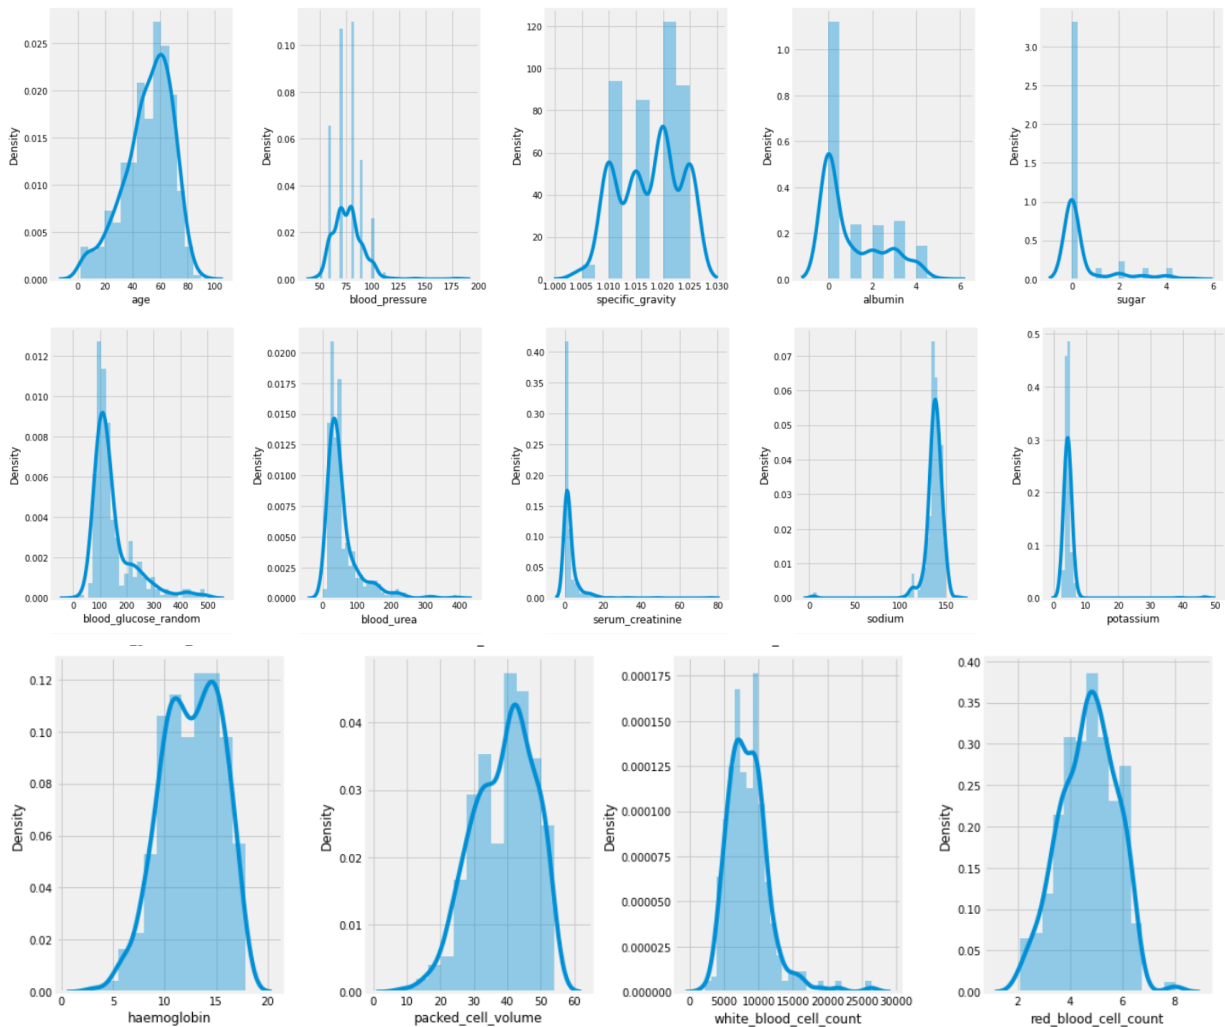 0.025
0.020
0.015
0.010
0.005
0.000
Density
0 20 40 60 80 100
age
0.10
0.08
0.06
0.04
0.02
0.00
Density
50 75 100 125 150 175 200
blood_pressure
120
100
80
60
40
20
0
Density
1.000 1.005 1.010 1.015 1.020 1.025 1.030
specific_gravity
1.0
0.8
0.6
0.4
0.2
0.0
Density
0 2 4 6
albumin
3.0
2.5
2.0
1.5
1.0
0.5
0.0
Density
0 2 4 6
sugar
0.012
0.010
0.008
0.006
0.004
0.002
0.000
Density
0 100 200 300 400 500
blood_glucose_random
0.0200
0.0175
0.0150
0.0125
0.0100
0.0075
0.0050
0.0025
0.0000
Density
0 100 200 300 400
blood_urea
0.40
0.35
0.30
0.25
0.20
0.15
0.10
0.05
0.00
Density
0 20 40 60 80
serum_creatinine
0.07
0.06
0.05
0.04
0.03
0.02
0.01
0.00
Density
0 50 100 150
sodium
0.5
0.4
0.3
0.2
0.1
0.0
Density
0 10 20 30 40 50
potassium
0.12
0.10
0.08
0.06
0.04
0.02
0.00
Density
0 5 10 15 20
haemoglobin
0.04
0.03
0.02
0.01
0.00
Density
0 10 20 30 40 50 60
packed_cell_volume
0.000175
0.000150
0.000125
0.000100
0.000075
0.000050
0.000025
0.000000
Density
0 5000 10000 15000 20000 25000 30000
white_blood_cell_count
0.40
0.35
0.30
0.25
0.20
0.15
0.10
0.05
0.00
Density
2 4 6 8
red_blood_cell_count